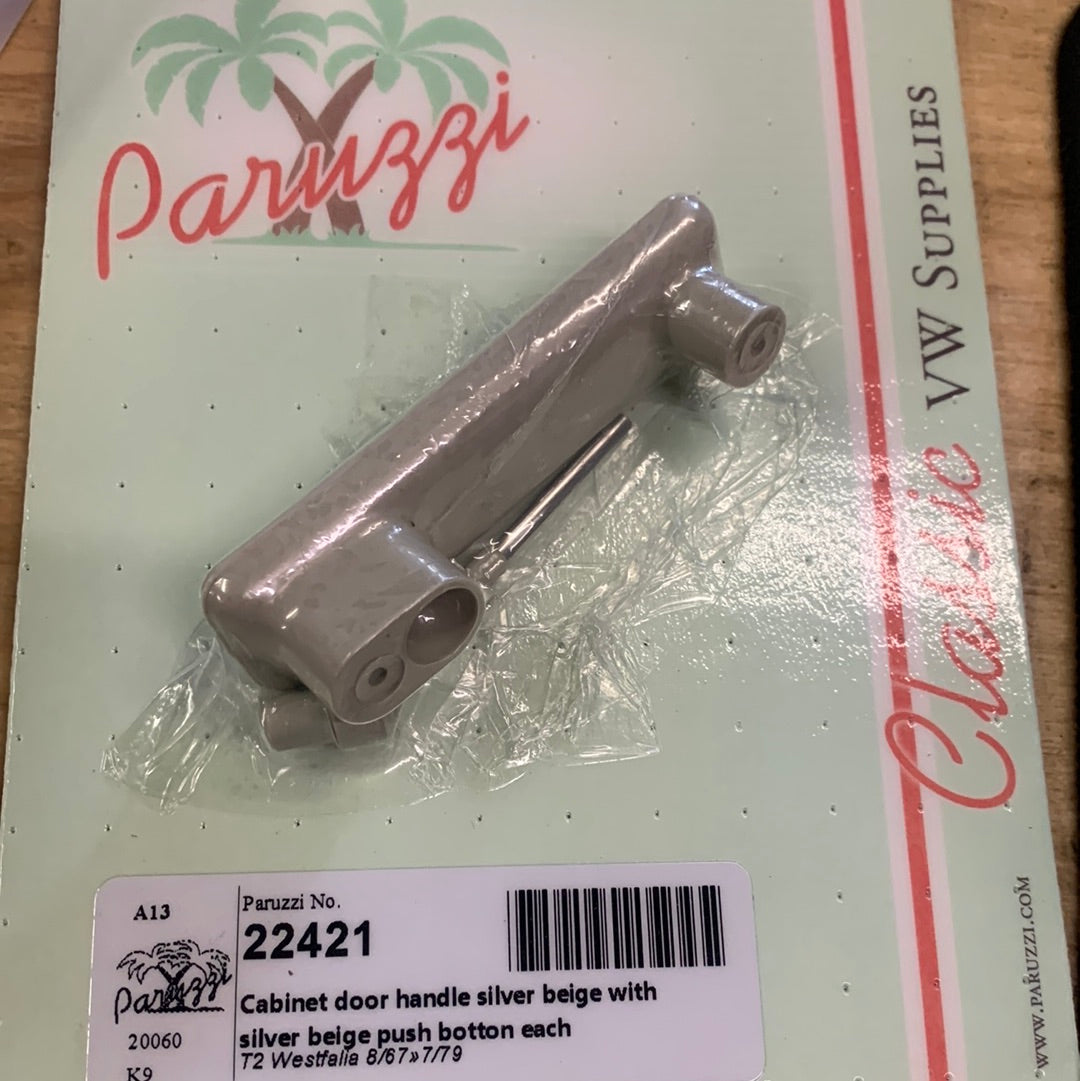 Paruzzi
Classic VW Supplies
www.paruzzi.com
A13
Paruzzi
20060
K9
Paruzzi No.
22421
Cabinet door handle silver beige with
silver beige push botton each
T2 Westfalia 8/67»7/79